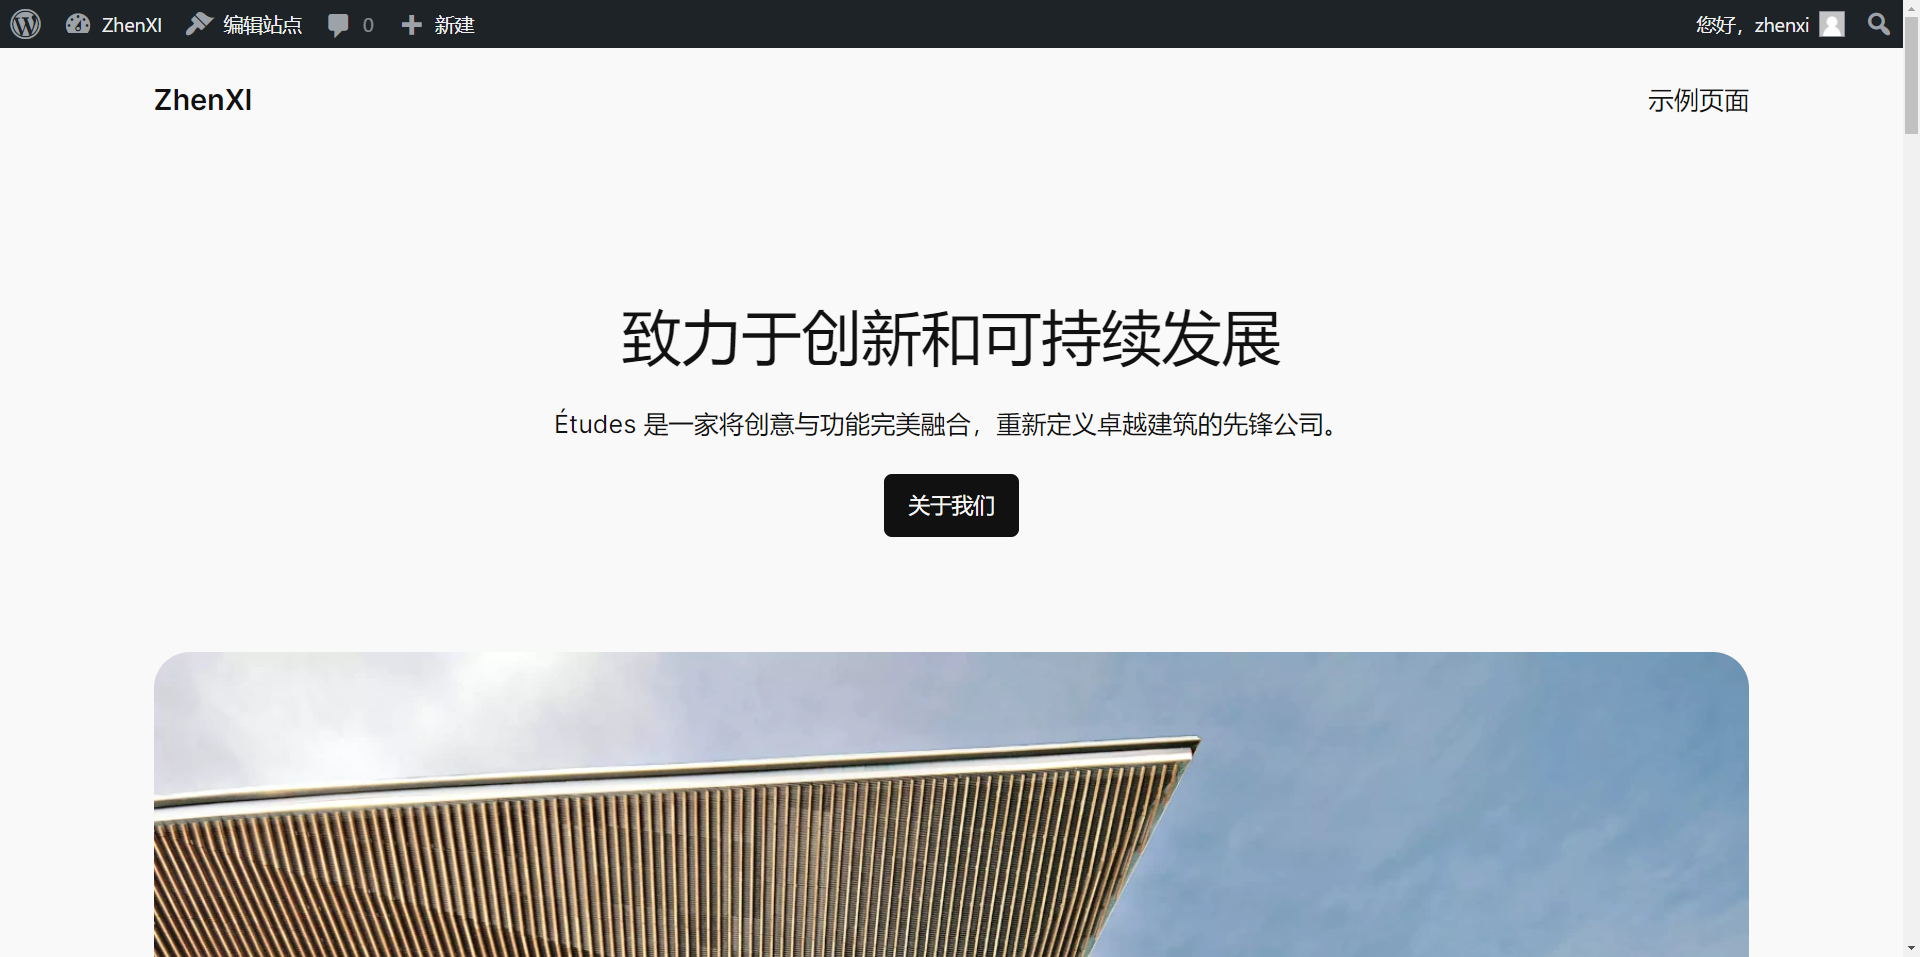 ZhenXI 编辑站点 0 新建 您好，zhenxi
ZhenXI 示例页面
致力于创新和可持续发展
Études 是一家将创意与功能完美融合，重新定义卓越建筑的先锋公司。
关于我们